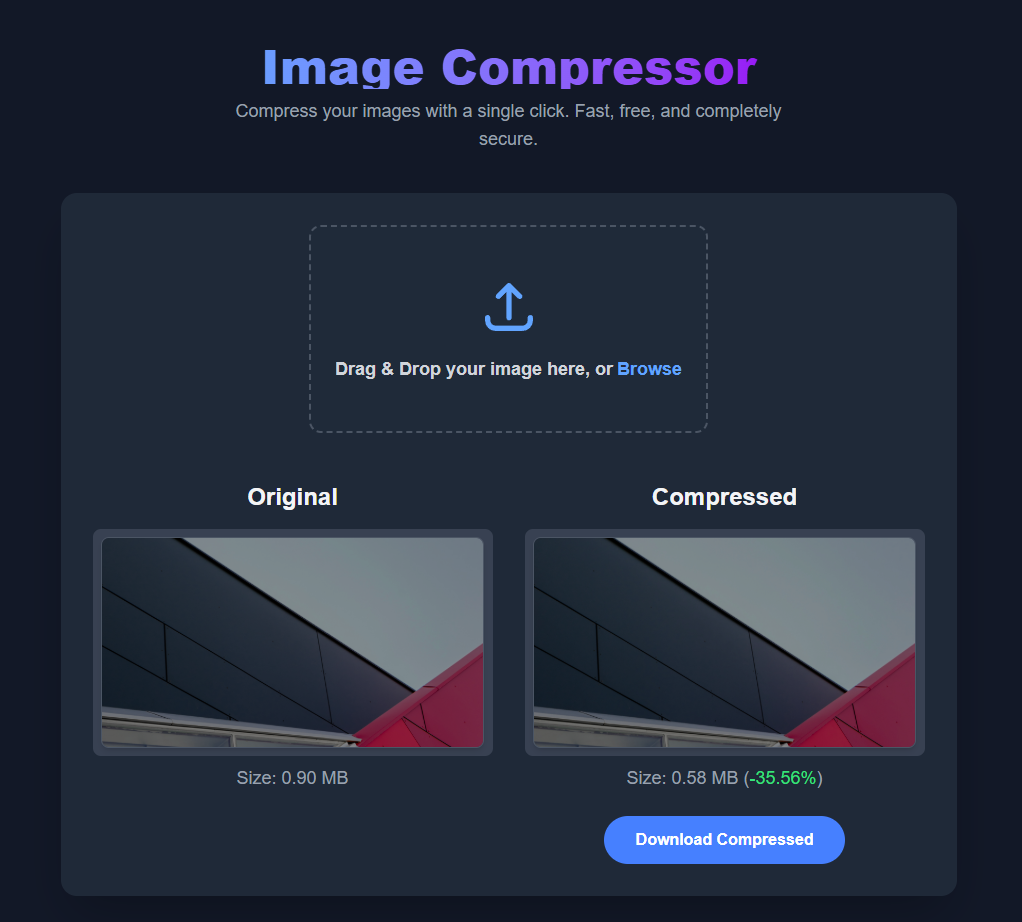 Image Compressor
Compress your images with a single click. Fast, free, and completely
secure.
Drag & Drop your image here, or Browse
Original
Compressed
Size: 0.90 MB
Size: 0.58 MB (-35.56%)
Download Compressed